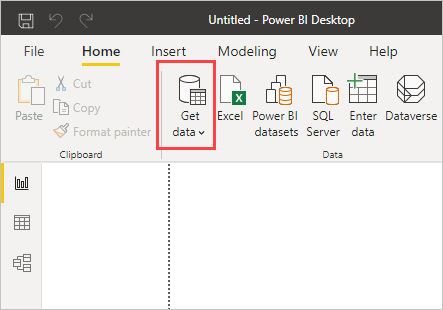 Untitled - Power BI Desktop
File Home Insert Modeling View Help
Paste
Cut
Copy
Format painter
Clipboard
Get data
Excel
Power BI datasets
SQL Server
Enter data
Dataverse
Data